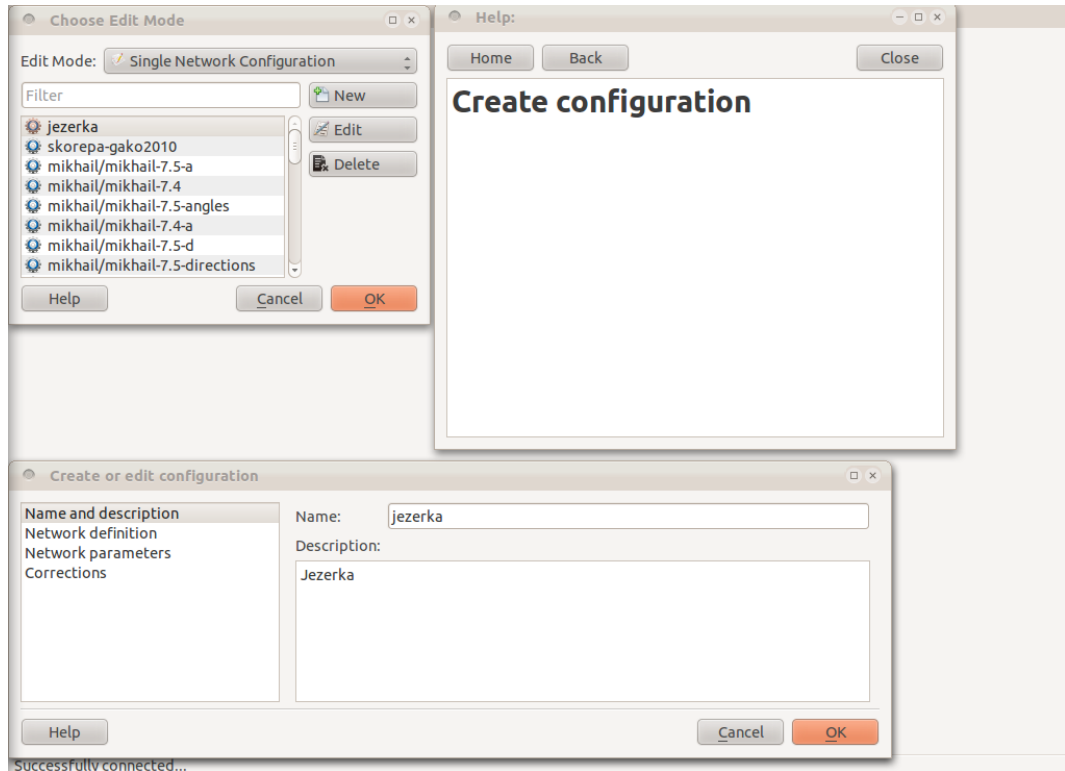 Choose Edit Mode
Edit Mode: Single Network Configuration
Filter
New
jezerka
Edit
skorepa-gako2010
mikhail/mikhail-7.5-a
Delete
mikhail/mikhail-7.4
mikhail/mikhail-7.5-angles
mikhail/mikhail-7.4-a
mikhail/mikhail-7.5-d
mikhail/mikhail-7.5-directions
Help Cancel OK
Help:
Home Back Close
Create configuration
Create or edit configuration
Name and description
Network definition
Network parameters
Corrections
Name: jezerka
Description:
Jezerka
Help Cancel OK
Successfully connected...